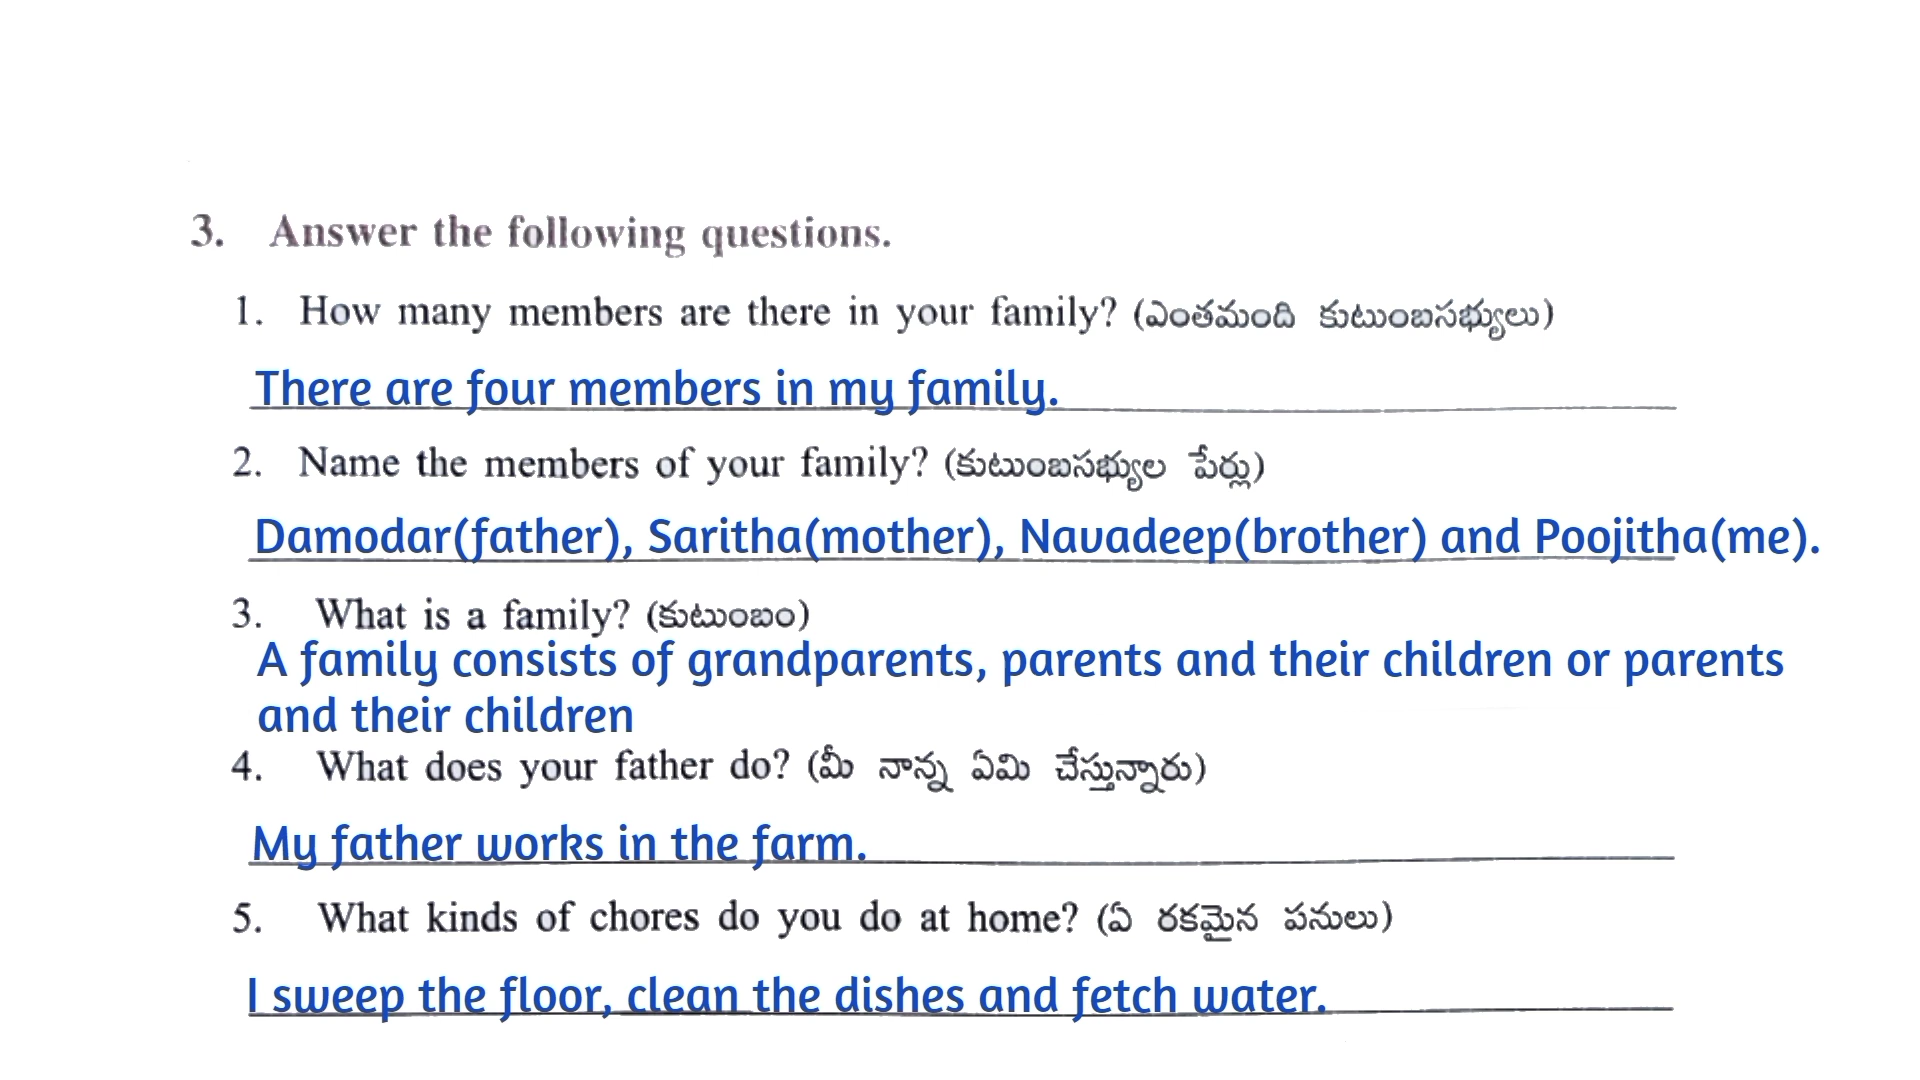 3. Answer the following questions.
1. How many members are there in your family? (ఎంతమంది కుటుంబసభ్యులు)
There are four members in my family.
2. Name the members of your family? (కుటుంబసభ్యుల పేర్లు)
Damodar(father), Saritha(mother), Navadeep(brother) and Poojitha(me).
3. What is a family? (కుటుంబం)
A family consists of grandparents, parents and their children or parents
and their children
4. What does your father do? (మీ నాన్న ఏమి చేస్తున్నారు)
My father works in the farm.
5. What kinds of chores do you do at home? (ఏ రకమైన పనులు)
I sweep the floor, clean the dishes and fetch water.